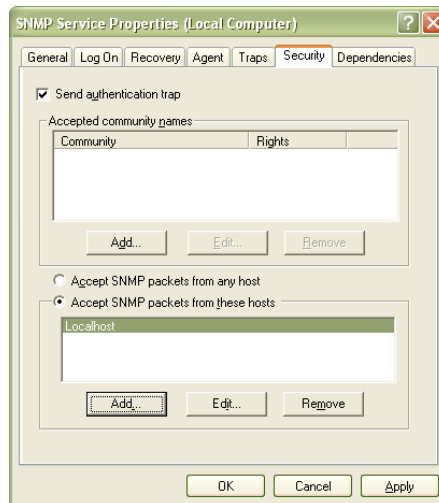 SNMP Service Properties (Local Computer)
General Log On Recovery Agent Traps Security Dependencies
Send authentication trap
Accepted community names
Community Rights
Add... Edit... Remove
Accept SNMP packets from any host
Accept SNMP packets from these hosts
Localhost
Add... Edit... Remove
OK Cancel Apply